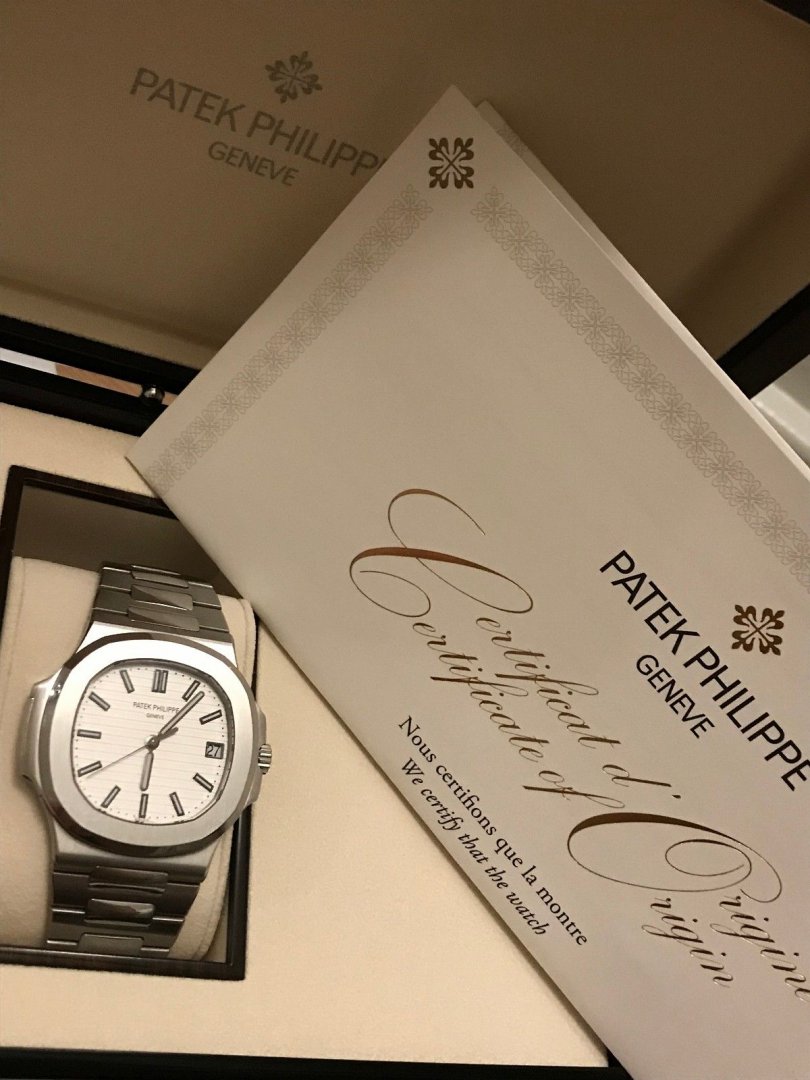 PATEK PHILIPPE
GENEVE
PATEK PHILIPPE
GENEVE
Certificat d'Origine
Certificate of Origin
Nous certifions que la montre
We certify that the watch
PATEK PHILIPPE
GENEVE
27